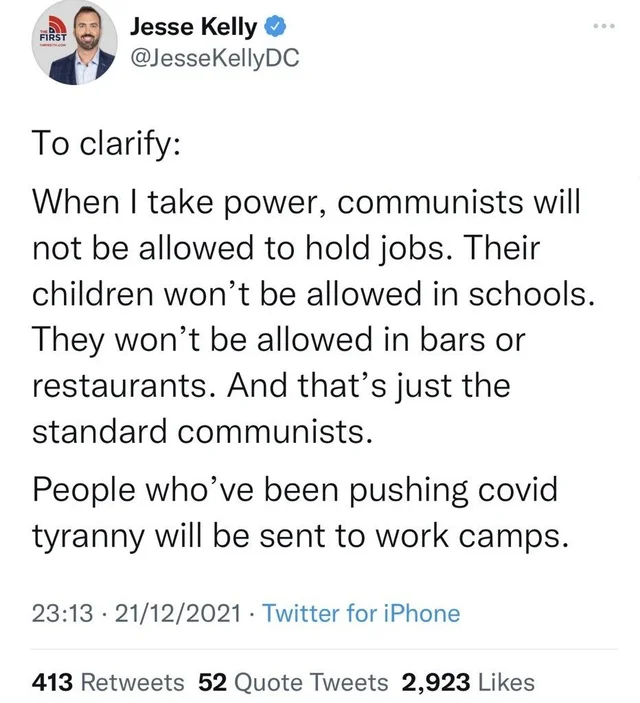 THE
FIRST
Jesse Kelly
@JesseKellyDC
To clarify:
When I take power, communists will
not be allowed to hold jobs. Their
children won’t be allowed in schools.
They won’t be allowed in bars or
restaurants. And that’s just the
standard communists.
People who’ve been pushing covid
tyranny will be sent to work camps.
23:13 · 21/12/2021 · Twitter for iPhone
413 Retweets 52 Quote Tweets 2,923 Likes